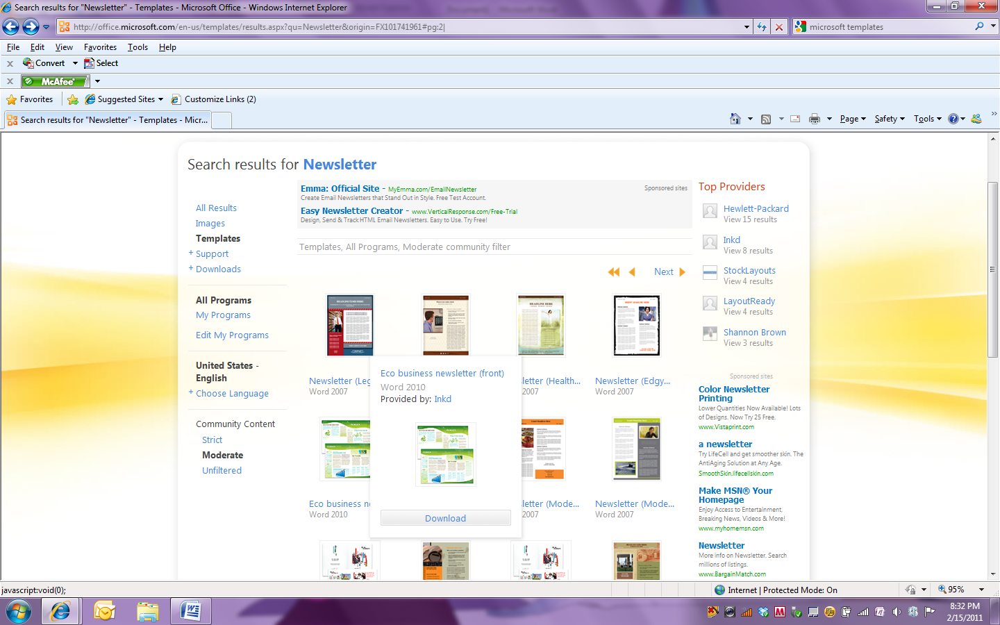 Search results for "Newsletter" - Templates - Microsoft Office - Windows Internet Explorer
http://office.microsoft.com/en-us/templates/results.aspx?qu=Newsletter&origin=FX101741961#pg:2|
microsoft templates
File Edit View Favorites Tools Help
x Convert Select
x McAfee
Favorites Suggested Sites Customize Links (2)
Search results for "Newsletter" - Templates - Micr...
Page Safety Tools
Search results for Newsletter
All Results
Images
Templates
+ Support
+ Downloads
All Programs
My Programs
Edit My Programs
United States -
English
+ Choose Language
Community Content
Strict
Moderate
Unfiltered
Emma: Official Site - MyEmma.com/EmailNewsletter
Sponsored sites
Create Email Newsletters that Stand Out in Style. Free Test Account.
Easy Newsletter Creator - www.VerticalResponse.com/Free-Trial
Design, Send & Track HTML Email Newsletters. Easy to Use. Try Free!
Templates, All Programs, Moderate community filter
Next
Newsletter (Leg
Word 2007
letter (Health...
2007
Newsletter (Edgy...
Word 2007
Eco business newsletter (front)
Word 2010
Provided by: Inkd
Download
Eco business ne
Word 2010
letter (Mode...
2007
Newsletter (Mode...
Word 2007
Top Providers
Hewlett-Packard
View 15 results
Inkd
View 8 results
StockLayouts
View 4 results
LayoutReady
View 4 results
Shannon Brown
View 3 results
Sponsored sites
Color Newsletter
Printing
Lower Quantities Now Available! Lots
of Designs. Now Try 25 Free.
www.Vistaprint.com
a newsletter
Try LifeCell and get smoother skin. The
AntiAging Solution at Any Age.
SmoothSkin.lifecellskin.com
Make MSN® Your
Homepage
Enjoy Access to Entertainment,
Breaking News, Videos & More!
www.myhomemsn.com
Newsletter
More info on Newsletter. Search
millions of listings.
www.BargainMatch.com
javascript:void(0);
Internet | Protected Mode: On
95%
8:32 PM
2/15/2011